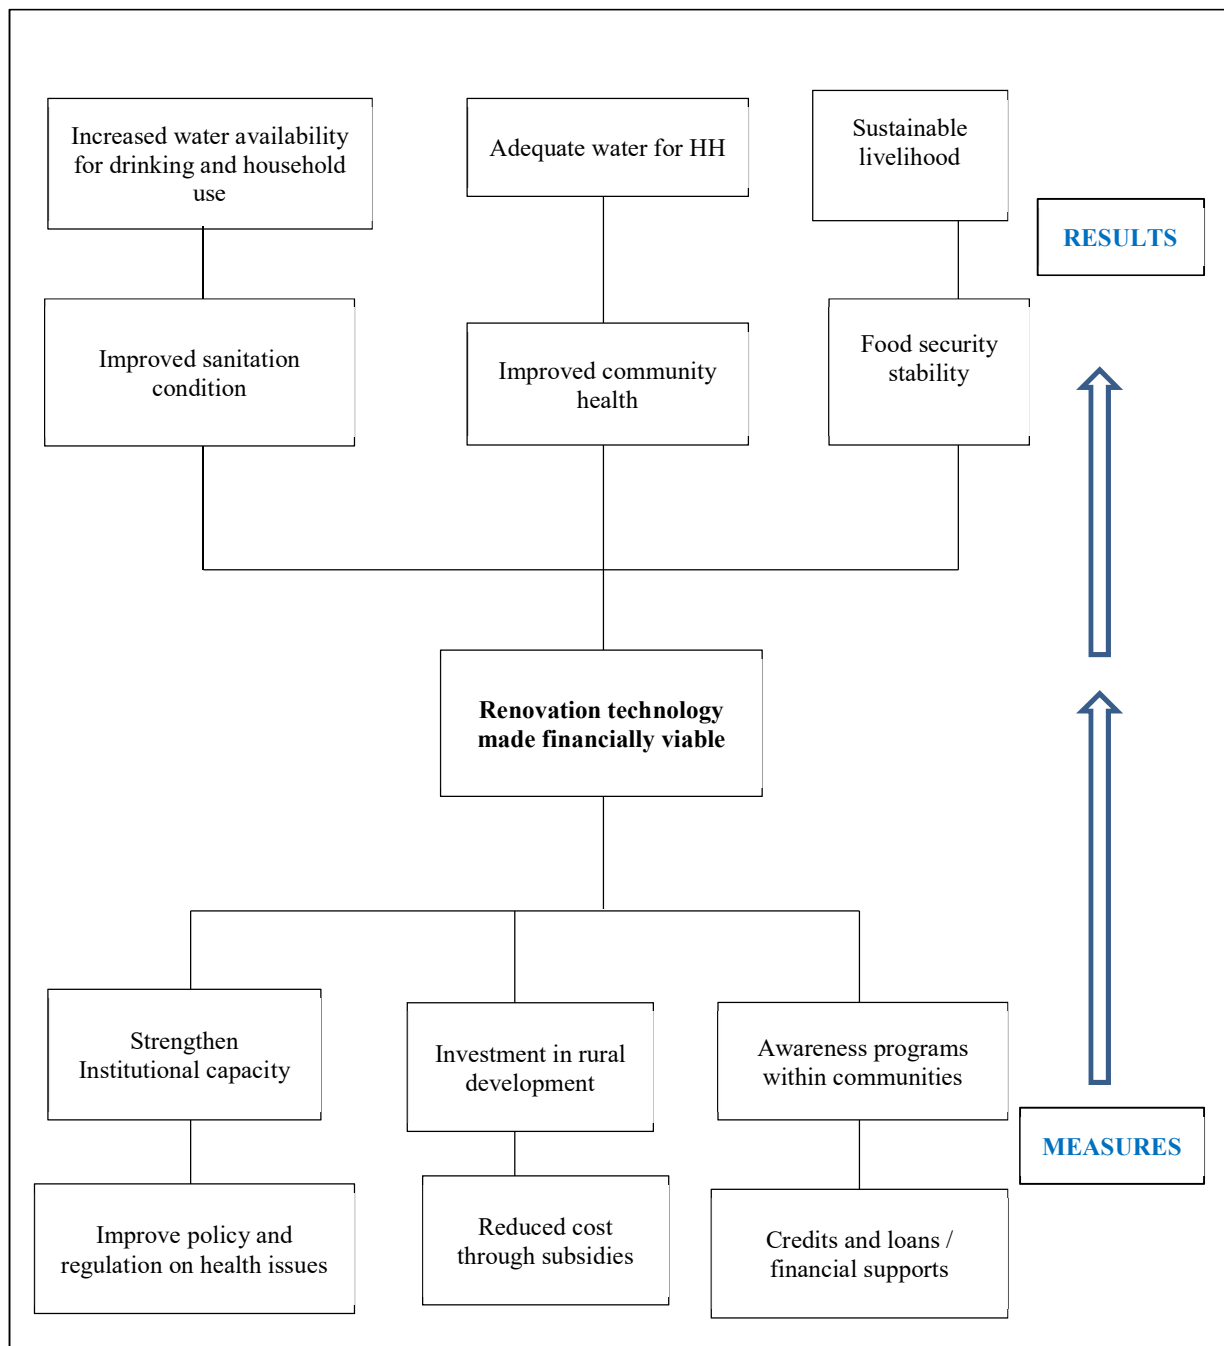 Increased water availability
for drinking and household
use
Adequate water for HH
Sustainable
livelihood
RESULTS
Improved sanitation
condition
Improved community
health
Food security
stability
Renovation technology
made financially viable
Strengthen
Institutional capacity
Investment in rural
development
Awareness programs
within communities
MEASURES
Improve policy and
regulation on health issues
Reduced cost
through subsidies
Credits and loans /
financial supports